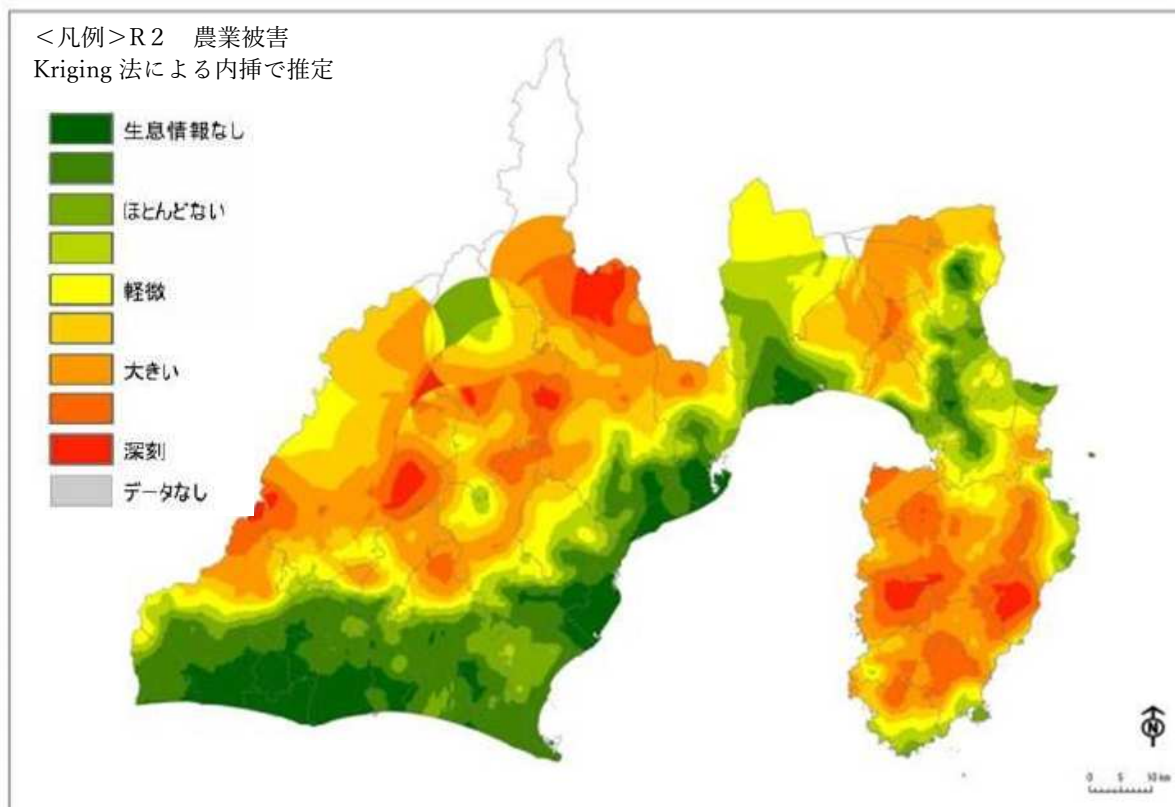 ＜凡例＞R２　農業被害
Kriging 法による内挿で推定
生息情報なし
ほとんどない
軽微
大きい
深刻
データなし
N
0 5 10 km